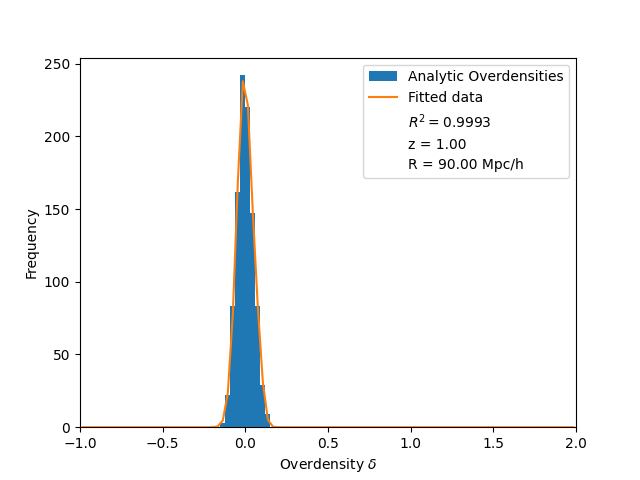 250
200
150
100
50
0
Frequency
Analytic Overdensities
Fitted data
R² = 0.9993
z = 1.00
R = 90.00 Mpc/h
−1.0 −0.5 0.0 0.5 1.0 1.5 2.0
Overdensity δ